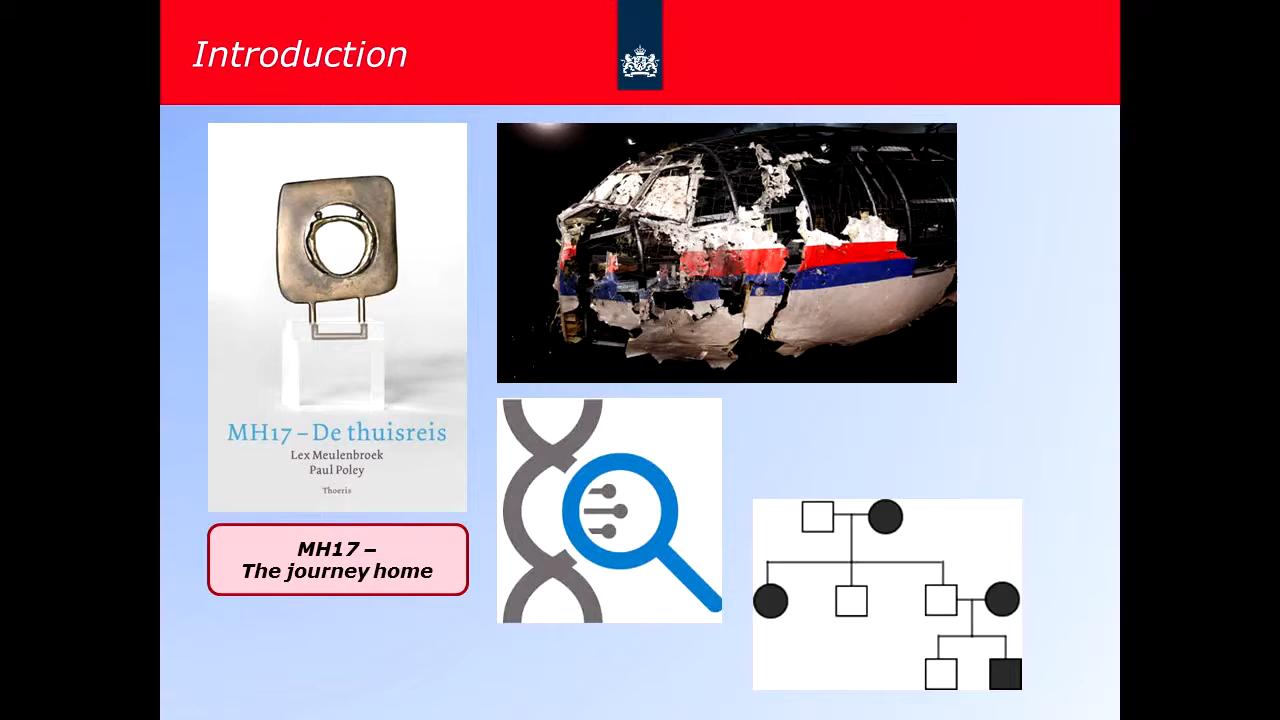 Introduction
MH17 – De thuisreis
Lex Meulenbroek
Paul Poley
Thoeris
MH17 –
The journey home